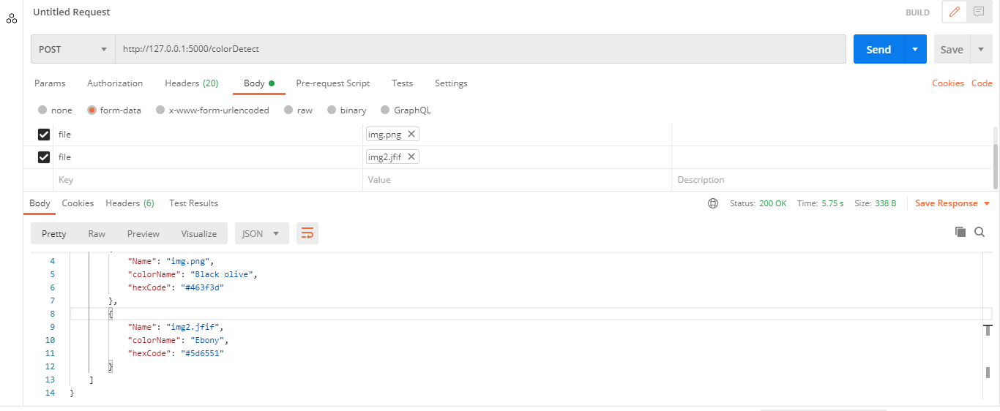 Untitled Request BUILD
POST http://127.0.0.1:5000/colorDetect Send Save
Params Authorization Headers (20) Body Pre-request Script Tests Settings Cookies Code
none form-data x-www-form-urlencoded raw binary GraphQL
file img.png
file img2.jfif
Key Value Description
Body Cookies Headers (6) Test Results Status: 200 OK Time: 5.75 s Size: 338 B Save Response
Pretty Raw Preview Visualize JSON
4 "Name": "img.png",
5 "colorName": "Black olive",
6 "hexCode": "#463f3d"
7 },
8 {
9 "Name": "img2.jfif",
10 "colorName": "Ebony",
11 "hexCode": "#5d6551"
12 }
13 ]
14 }